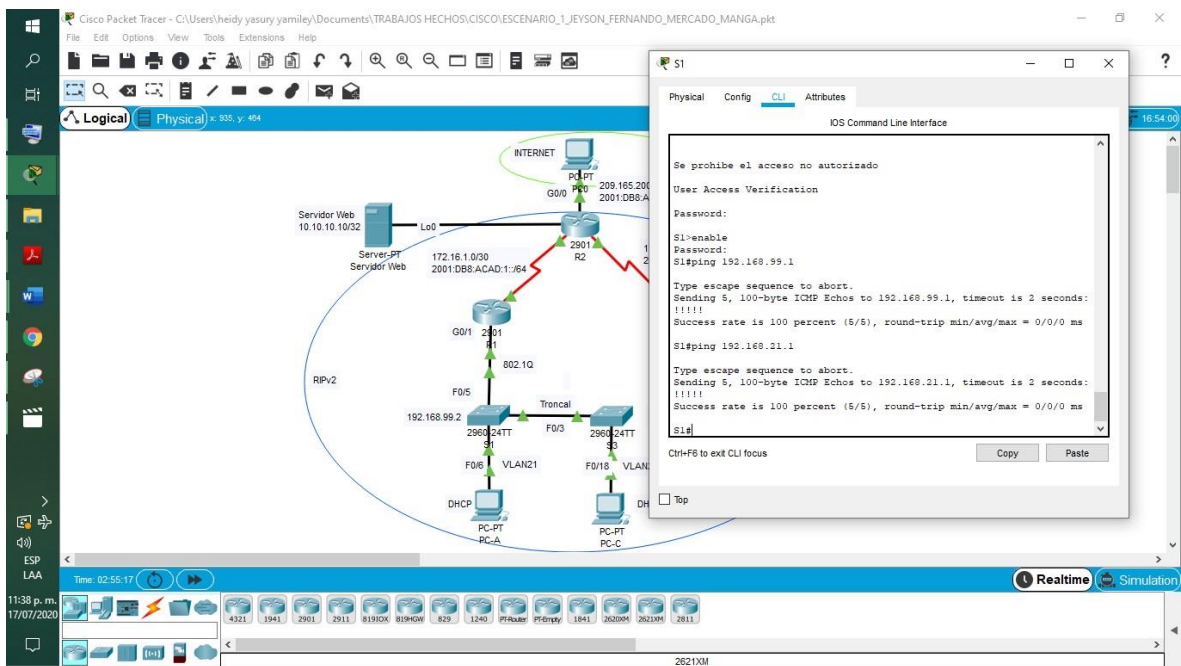 Cisco Packet Tracer - C:\Users\heidy yasury yamiley\Documents\TRABAJOS HECHOS\CISCO\ESCENARIO_1_JEYSON_FERNANDO_MERCADO_MANGA.pkt
File Edit Options View Tools Extensions Help
Logical
Physical
x: 935, y: 464
16:54:00
S1
Physical Config CLI Attributes
IOS Command Line Interface
Se prohibe el acceso no autorizado
User Access Verification
Password:
S1>enable
Password:
S1#ping 192.168.99.1
Type escape sequence to abort.
Sending 5, 100-byte ICMP Echos to 192.168.99.1, timeout is 2 seconds:
!!!!!
Success rate is 100 percent (5/5), round-trip min/avg/max = 0/0/0 ms
S1#ping 192.168.21.1
Type escape sequence to abort.
Sending 5, 100-byte ICMP Echos to 192.168.21.1, timeout is 2 seconds:
!!!!!
Success rate is 100 percent (5/5), round-trip min/avg/max = 0/0/0 ms
S1#
Ctrl+F6 to exit CLI focus
Copy
Paste
Top
INTERNET
PC-PT
PC0
G0/0
209.165.200
2001:DB8:A
Servidor Web
10.10.10.10/32
Lo0
Server-PT
Servidor Web
2901
R2
172.16.1.0/30
2001:DB8:ACAD:1::/64
G0/1
2901
R1
802.1Q
RIPv2
F0/5
Troncal
192.168.99.2
2960-24TT
S1
F0/3
2960-24TT
S3
F0/6
VLAN21
F0/18
VLAN
DHCP
DH
PC-PT
PC-A
PC-PT
PC-C
ESP
LAA
11:38 p. m.
17/07/2020
Time: 02:55:17
Realtime
Simulation
4321 1941 2901 2911 819IOX 819HGW 829 1240 PT-Router PT-Empty 1841 2620XM 2621XM 2811
2621XM